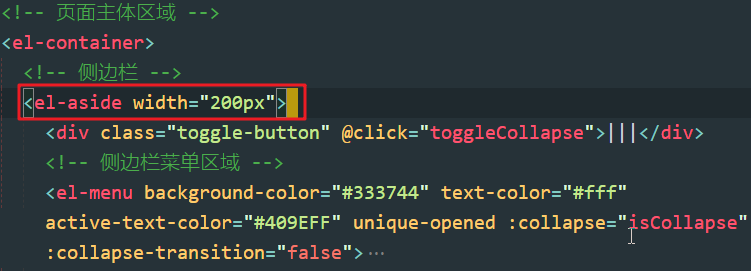 <!-- 页面主体区域 -->
<el-container>
<!-- 侧边栏 -->
<el-aside width="200px">
<div class="toggle-button" @click="toggleCollapse">|||</div>
<!-- 侧边栏菜单区域 -->
<el-menu background-color="#333744" text-color="#fff"
active-text-color="#409EFF" unique-opened :collapse="isCollapse"
:collapse-transition="false">⋯